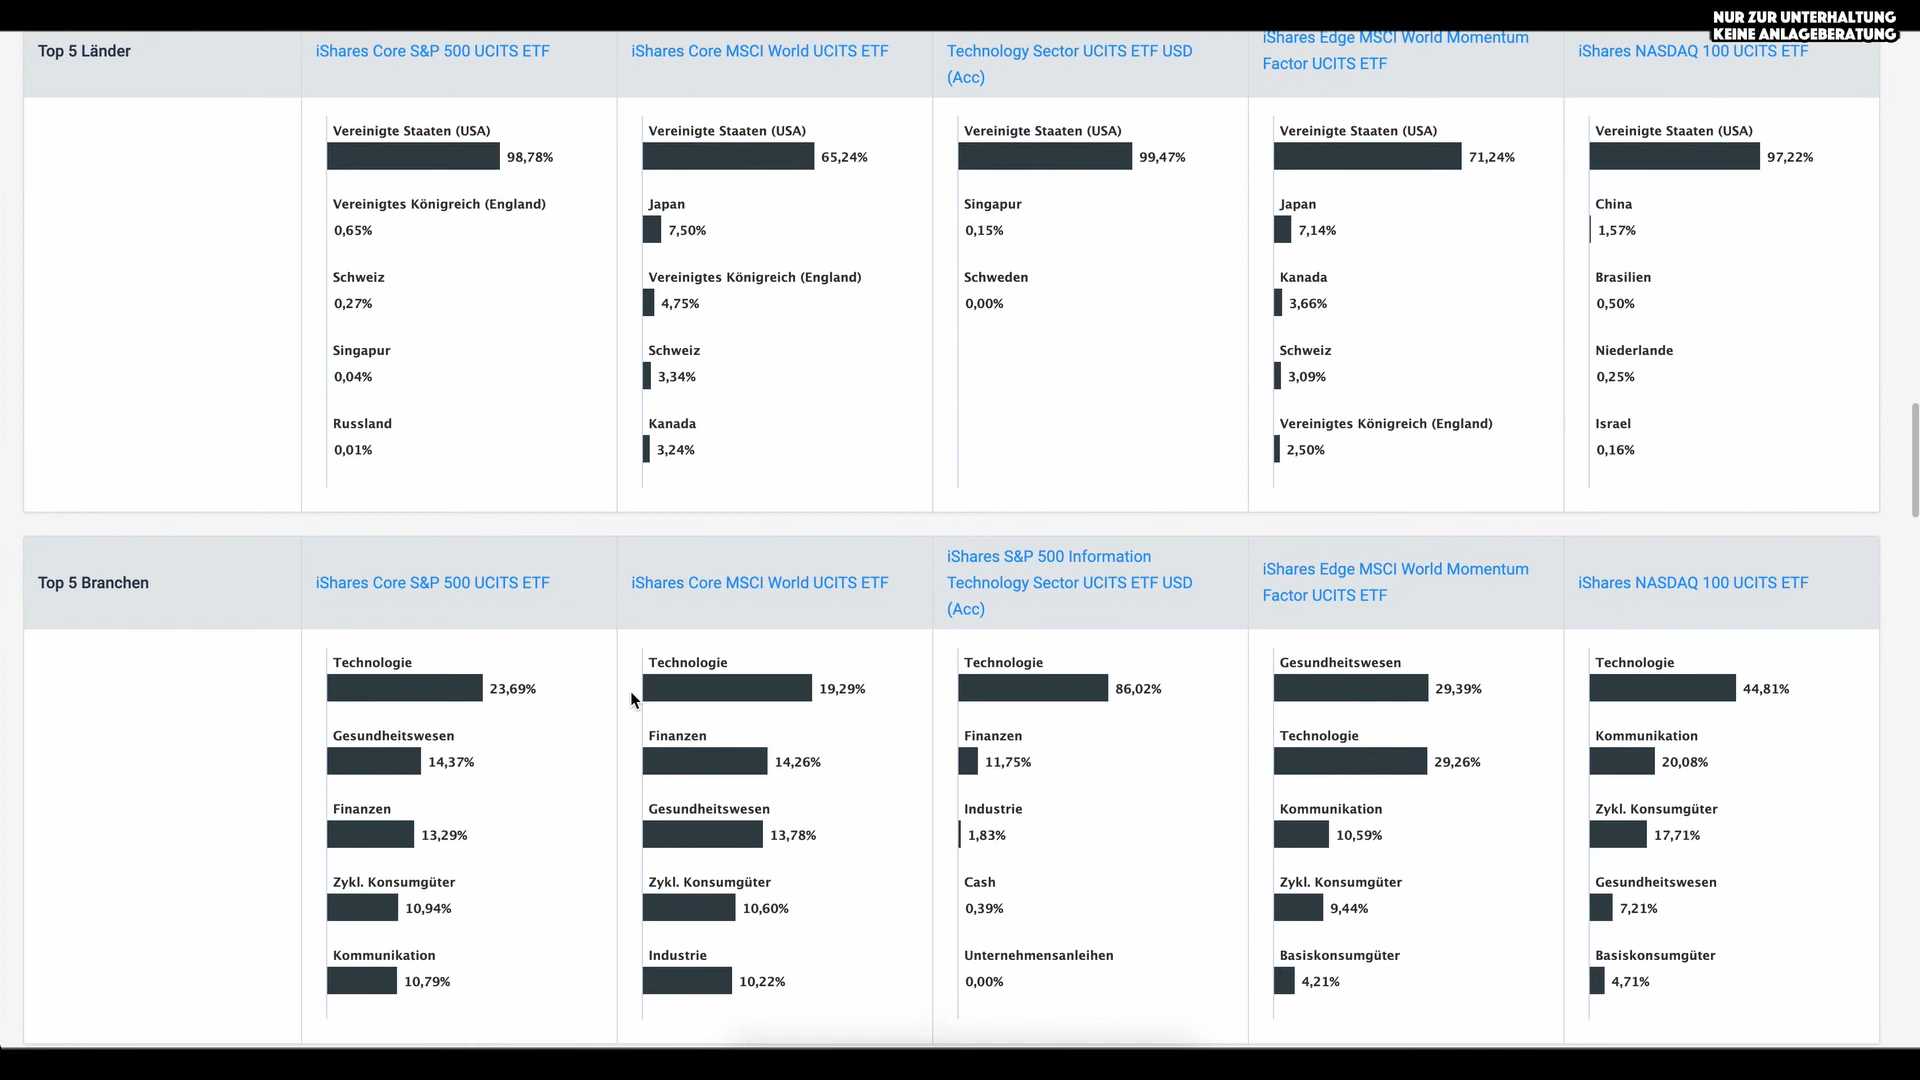 NUR ZUR UNTERHALTUNG
KEINE ANLAGEBERATUNG
Top 5 Länder
iShares Core S&P 500 UCITS ETF
iShares Core MSCI World UCITS ETF
Technology Sector UCITS ETF USD
(Acc)
iShares Edge MSCI World Momentum
Factor UCITS ETF
iShares NASDAQ 100 UCITS ETF
Vereinigte Staaten (USA)
98,78%
Vereinigtes Königreich (England)
0,65%
Schweiz
0,27%
Singapur
0,04%
Russland
0,01%
Vereinigte Staaten (USA)
65,24%
Japan
7,50%
Vereinigtes Königreich (England)
4,75%
Schweiz
3,34%
Kanada
3,24%
Vereinigte Staaten (USA)
99,47%
Singapur
0,15%
Schweden
0,00%
Vereinigte Staaten (USA)
71,24%
Japan
7,14%
Kanada
3,66%
Schweiz
3,09%
Vereinigtes Königreich (England)
2,50%
Vereinigte Staaten (USA)
97,22%
China
1,57%
Brasilien
0,50%
Niederlande
0,25%
Israel
0,16%
Top 5 Branchen
iShares Core S&P 500 UCITS ETF
iShares Core MSCI World UCITS ETF
iShares S&P 500 Information
Technology Sector UCITS ETF USD
(Acc)
iShares Edge MSCI World Momentum
Factor UCITS ETF
iShares NASDAQ 100 UCITS ETF
Technologie
23,69%
Gesundheitswesen
14,37%
Finanzen
13,29%
Zykl. Konsumgüter
10,94%
Kommunikation
10,79%
Technologie
19,29%
Finanzen
14,26%
Gesundheitswesen
13,78%
Zykl. Konsumgüter
10,60%
Industrie
10,22%
Technologie
86,02%
Finanzen
11,75%
Industrie
1,83%
Cash
0,39%
Unternehmensanleihen
0,00%
Gesundheitswesen
29,39%
Technologie
29,26%
Kommunikation
10,59%
Zykl. Konsumgüter
9,44%
Basiskonsumgüter
4,21%
Technologie
44,81%
Kommunikation
20,08%
Zykl. Konsumgüter
17,71%
Gesundheitswesen
7,21%
Basiskonsumgüter
4,71%